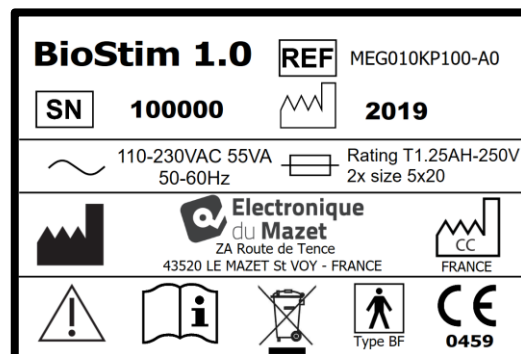 BioStim 1.0 REF MEG010KP100-A0
SN 100000 2019
110-230VAC 55VA Rating T1.25AH-250V
50-60Hz 2x size 5x20
Electronique
du Mazet
ZA Route de Tence
43520 LE MAZET St VOY - FRANCE
CC
FRANCE
Type BF
CE
0459